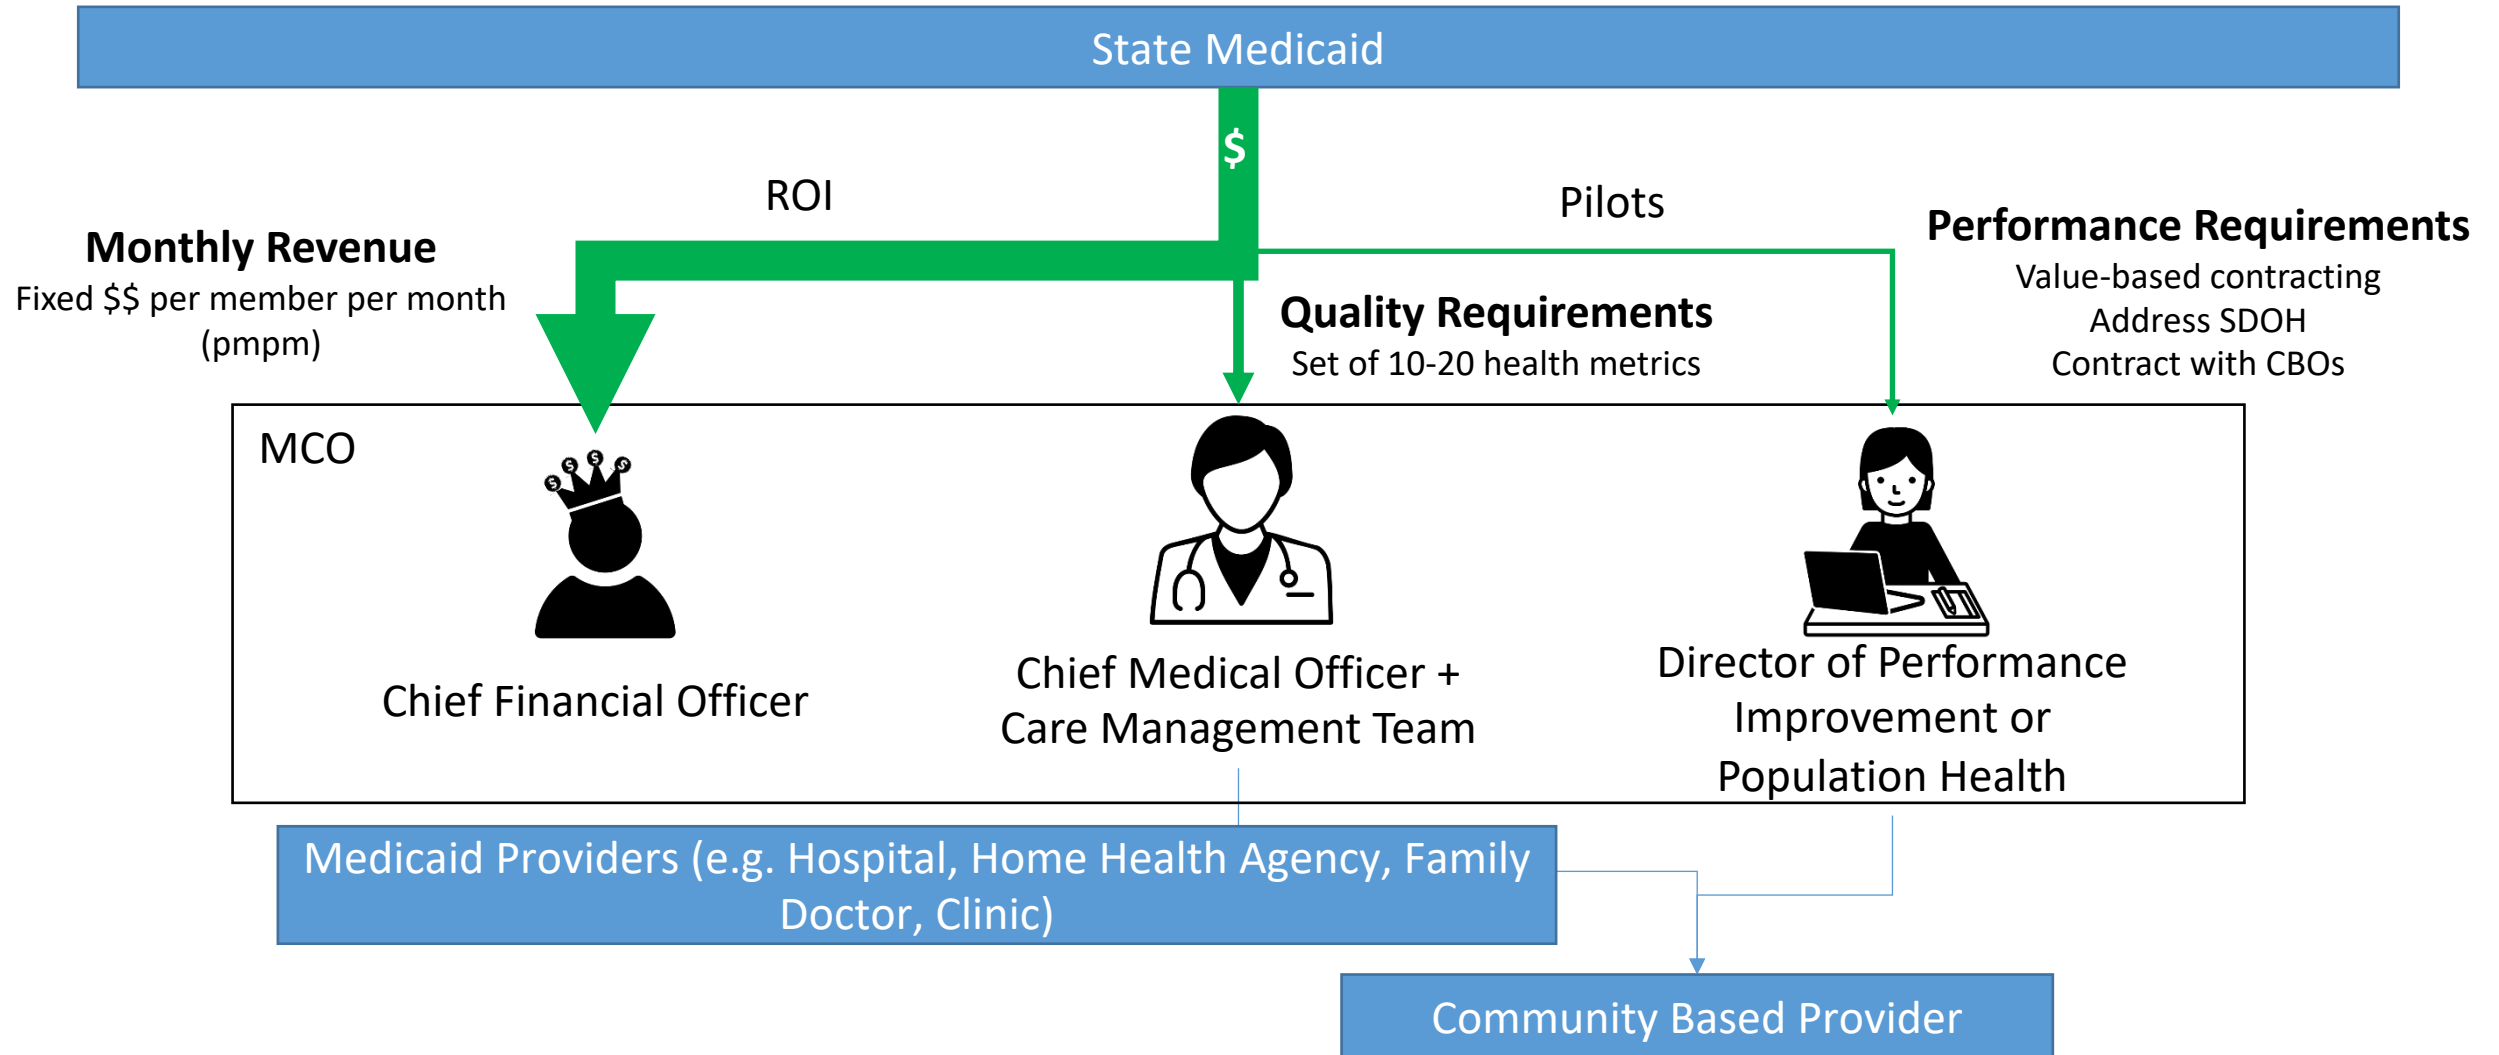 State Medicaid
$
ROI
Pilots
Monthly Revenue
Fixed $$ per member per month
(pmpm)
Quality Requirements
Set of 10-20 health metrics
Performance Requirements
Value-based contracting
Address SDOH
Contract with CBOs
MCO
$ $ $ $
Chief Financial Officer
Chief Medical Officer +
Care Management Team
Director of Performance
Improvement or
Population Health
Medicaid Providers (e.g. Hospital, Home Health Agency, Family
Doctor, Clinic)
Community Based Provider